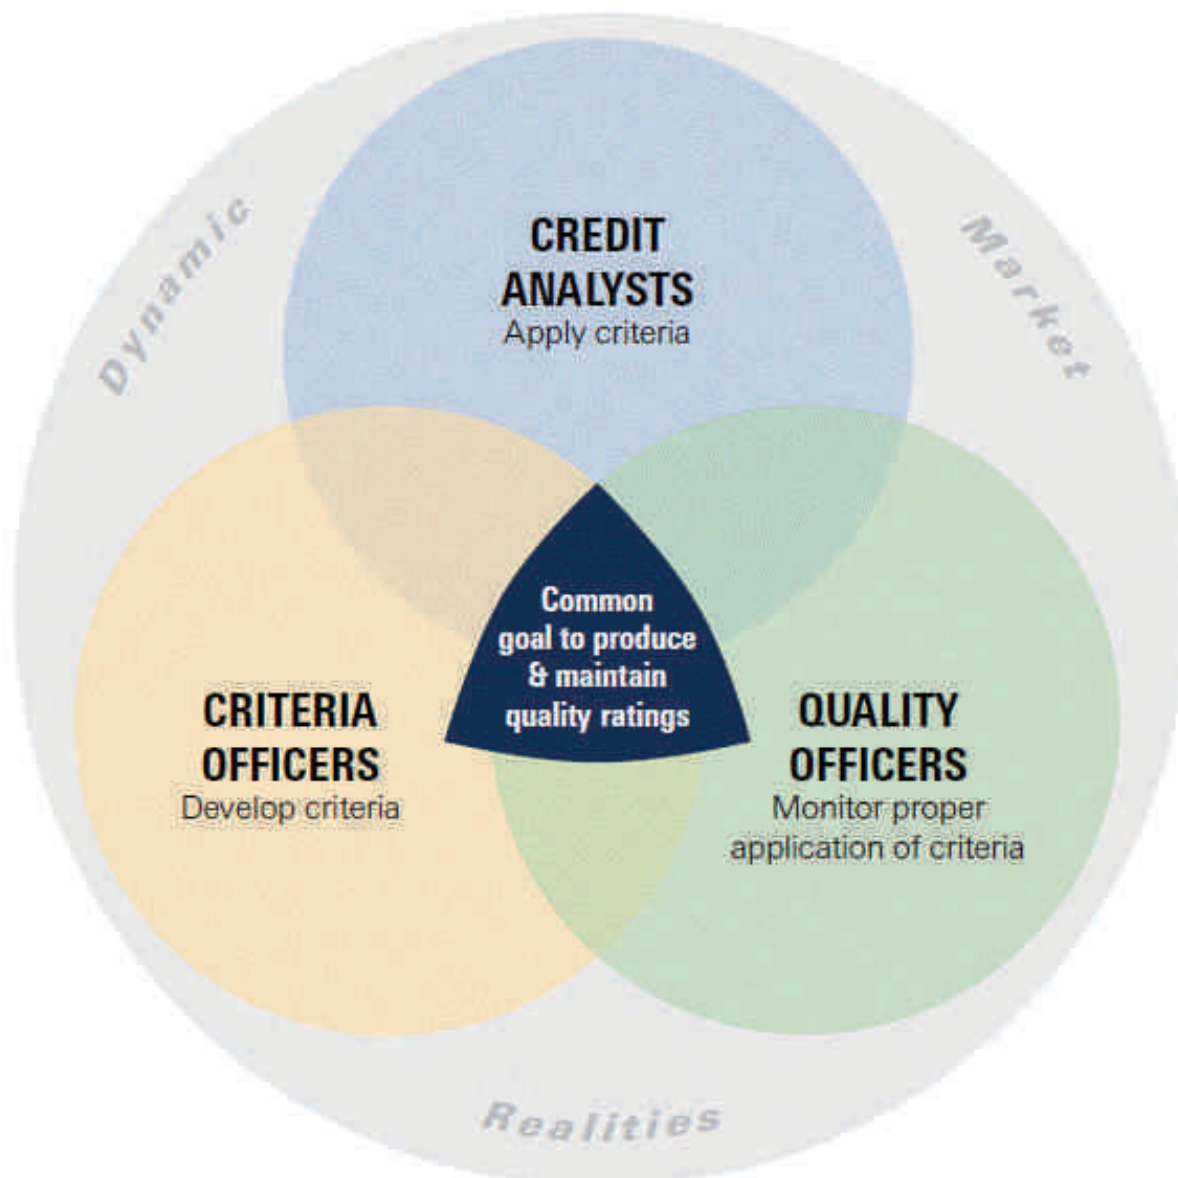 Dynamic
Market
CREDIT
ANALYSTS
Apply criteria
Common
goal to produce
& maintain
quality ratings
CRITERIA
OFFICERS
Develop criteria
QUALITY
OFFICERS
Monitor proper
application of criteria
Realities